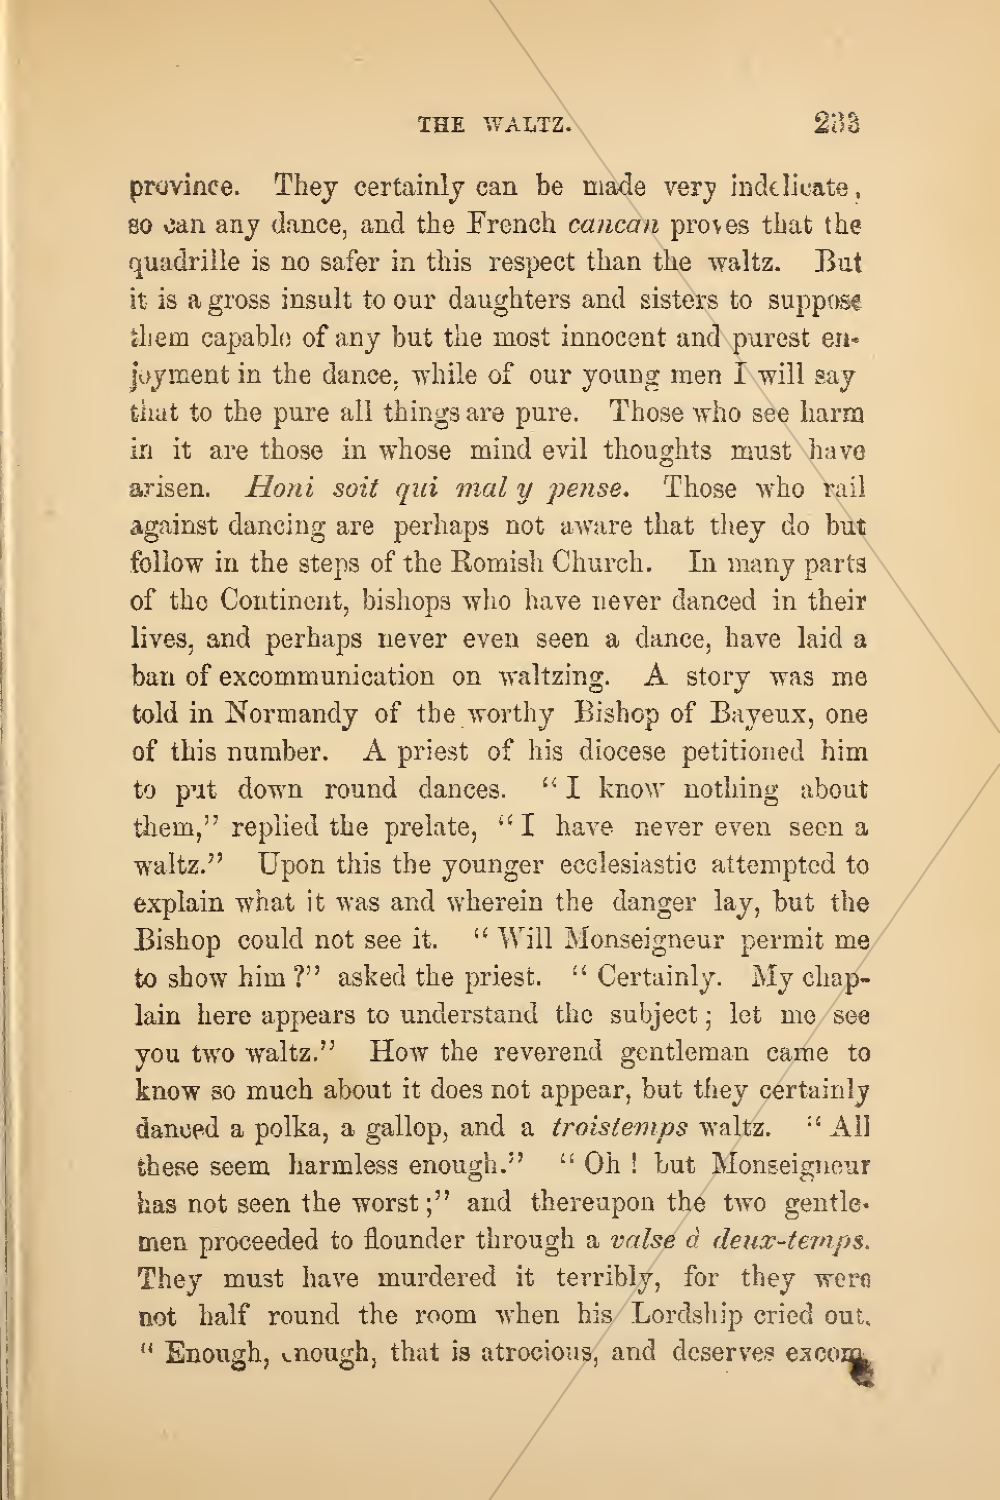 THE WALTZ. 233
province. They certainly can be made very indelicate,
so can any dance, and the French cancan proves that the
quadrille is no safer in this respect than the waltz. But
it is a gross insult to our daughters and sisters to suppose
them capable of any but the most innocent and purest en-
joyment in the dance, while of our young men I will say
that to the pure all things are pure. Those who see harm
in it are those in whose mind evil thoughts must have
arisen. Honi soit qui mal y pense. Those who rail
against dancing are perhaps not aware that they do but
follow in the steps of the Romish Church. In many parts
of the Continent, bishops who have never danced in their
lives, and perhaps never even seen a dance, have laid a
ban of excommunication on waltzing. A story was me
told in Normandy of the worthy Bishop of Bayeux, one
of this number. A priest of his diocese petitioned him
to put down round dances. “I know nothing about
them,” replied the prelate, “I have never even seen a
waltz.” Upon this the younger ecclesiastic attempted to
explain what it was and wherein the danger lay, but the
Bishop could not see it. “Will Monseigneur permit me
to show him?” asked the priest. “Certainly. My chap-
lain here appears to understand the subject; let me see
you two waltz.” How the reverend gentleman came to
know so much about it does not appear, but they certainly
danced a polka, a gallop, and a troistemps waltz. “All
these seem harmless enough.” “Oh! but Monseigneur
has not seen the worst;” and thereupon the two gentle-
men proceeded to flounder through a valse à deux-temps.
They must have murdered it terribly, for they were
not half round the room when his Lordship cried out.
“Enough, enough, that is atrocious, and deserves excom